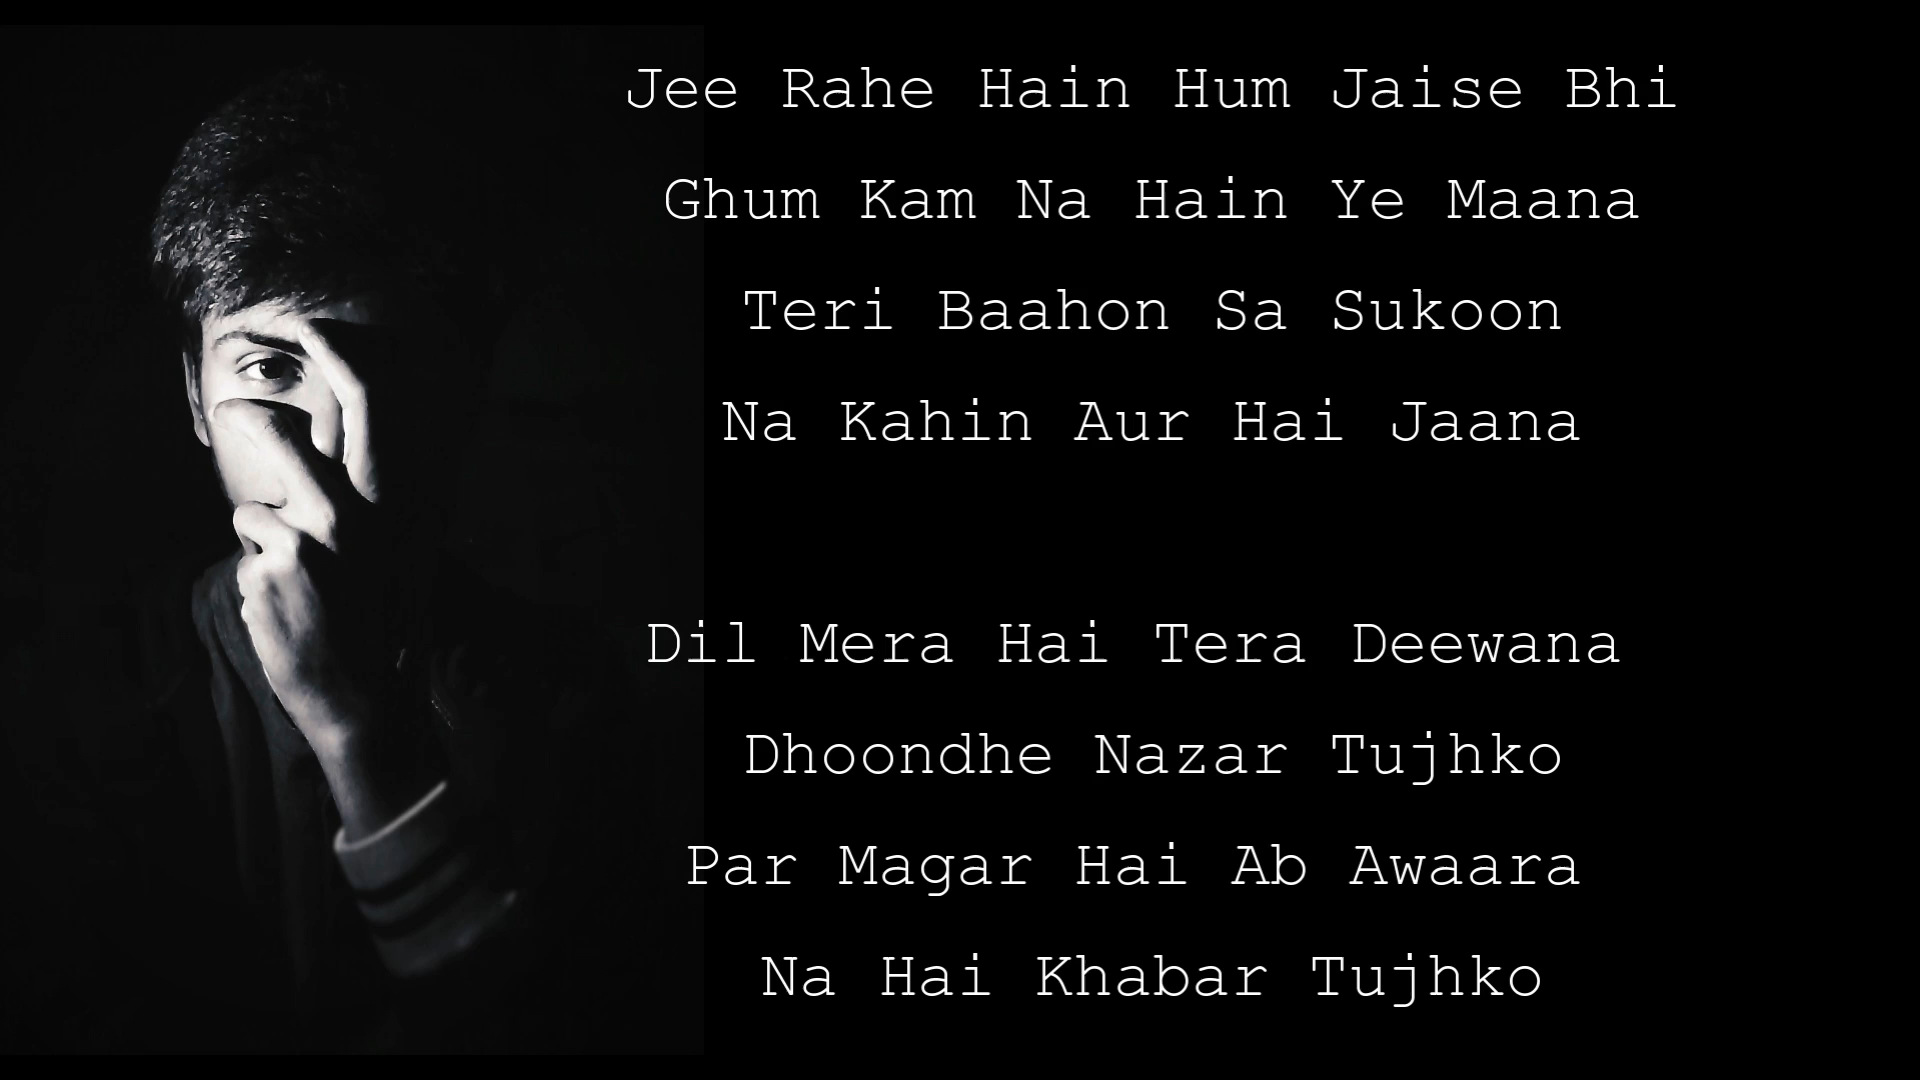 Jee Rahe Hain Hum Jaise Bhi
Ghum Kam Na Hain Ye Maana
Teri Baahon Sa Sukoon
Na Kahin Aur Hai Jaana
Dil Mera Hai Tera Deewana
Dhoondhe Nazar Tujhko
Par Magar Hai Ab Awaara
Na Hai Khabar Tujhko